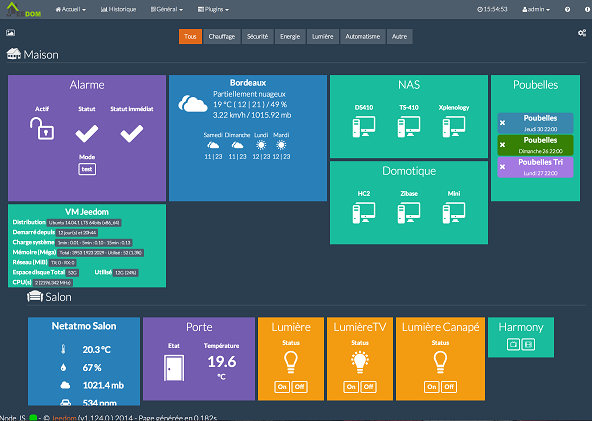 JEEDOM
Accueil
Historique
Général
Plugins
15:54:53
admin
Tous
Chauffage
Sécurité
Energie
Lumière
Automatisme
Autre
Maison
Alarme
Actif
Statut
Statut Immédiat
Mode
test
Bordeaux
Partiellement nuageux
19 °C ( 12 | 21 ) / 49 %
3.22 km/h / 1015.92 mb
Samedi Dimanche Lundi Mardi
11 | 23 11 | 23 12 | 23 12 | 23
NAS
DS410
TS-410
Xplenology
Domotique
HC2
Zibase
Mini
Poubelles
Poubelles
Jeudi 30 22:00
Poubelles
Dimanche 26 22:00
Poubelles Tri
Lundi 27 22:00
VM Jeedom
Distribution Ubuntu 14.04.1 LTS 64bits (x86_64)
Demarré depuis 12 jour(s) et 20h44
Charge système 1min : 0.01 - 5min : 0.10 - 15min : 0.13
Mémoire (Méga) Total : 3953 1923 2029 - Utilisé : 52 (1.3%)
Réseau (MiB) TX: 0 - RX: 0
Espace disque Total 52G Utilisé 12G (24%)
CPU(s) 2 (2196.342 MHz)
Salon
Netatmo Salon
20.3 °C
67 %
1021.4 mb
534 ppm
Porte
Etat
Température
19.6
°C
Lumière
Status
On Off
LumièreTV
Status
On Off
Lumière Canapé
Status
On Off
Harmony
Node JS - © Jeedom (v1.124.0 ) 2014 - Page générée en 0.182s